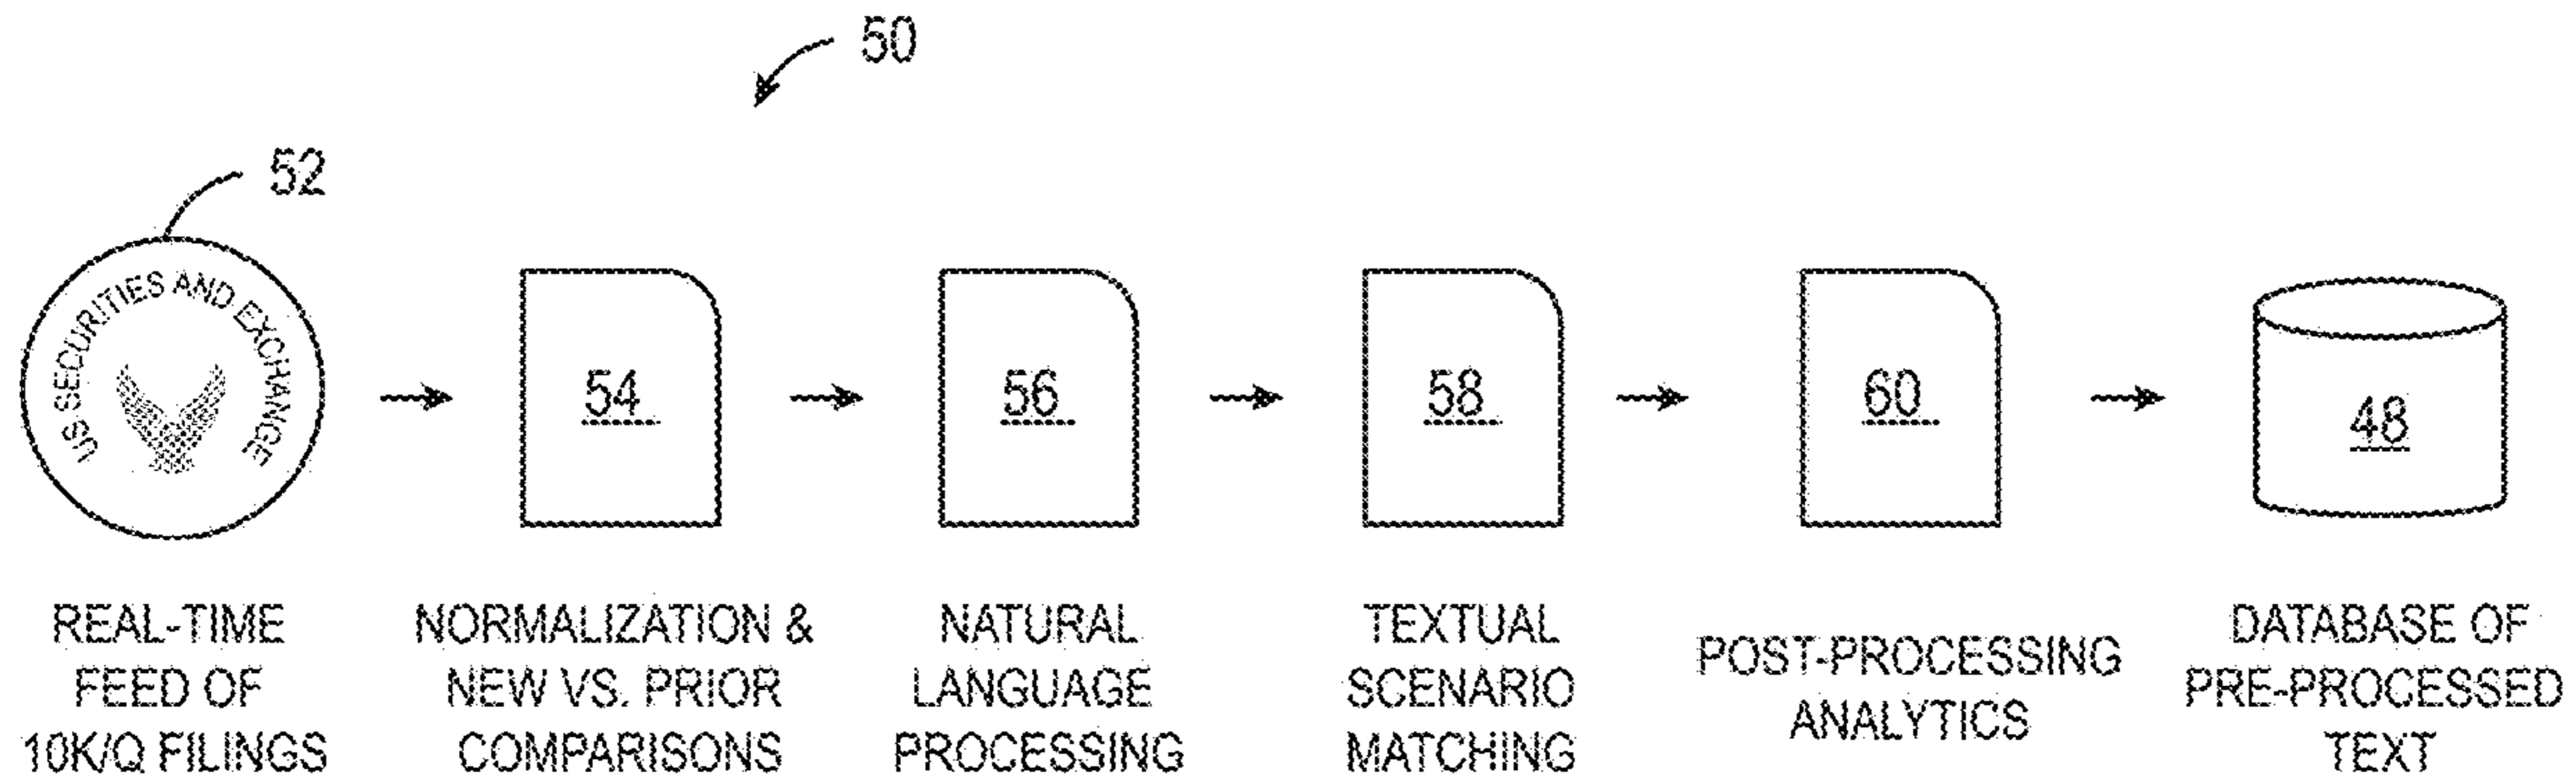 50
52
US SECURITIES AND EXCHANGE
54
56
58
60
48
REAL-TIME
FEED OF
10K/Q FILINGS
NORMALIZATION &
NEW VS. PRIOR
COMPARISONS
NATURAL
LANGUAGE
PROCESSING
TEXTUAL
SCENARIO
MATCHING
POST-PROCESSING
ANALYTICS
DATABASE OF
PRE-PROCESSED
TEXT